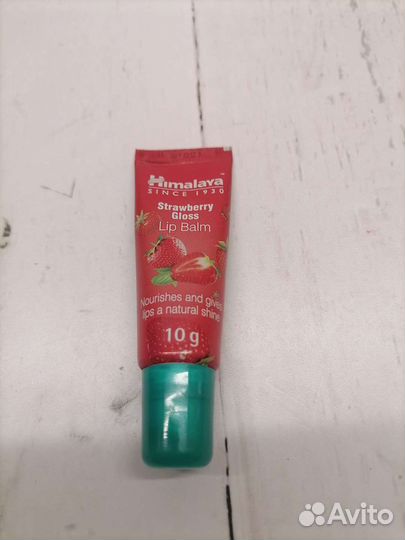 Himalaya
SINCE 1930
Strawberry
Gloss
Lip Balm
Nourishes and gives
lips a natural shine
10 g
Avito